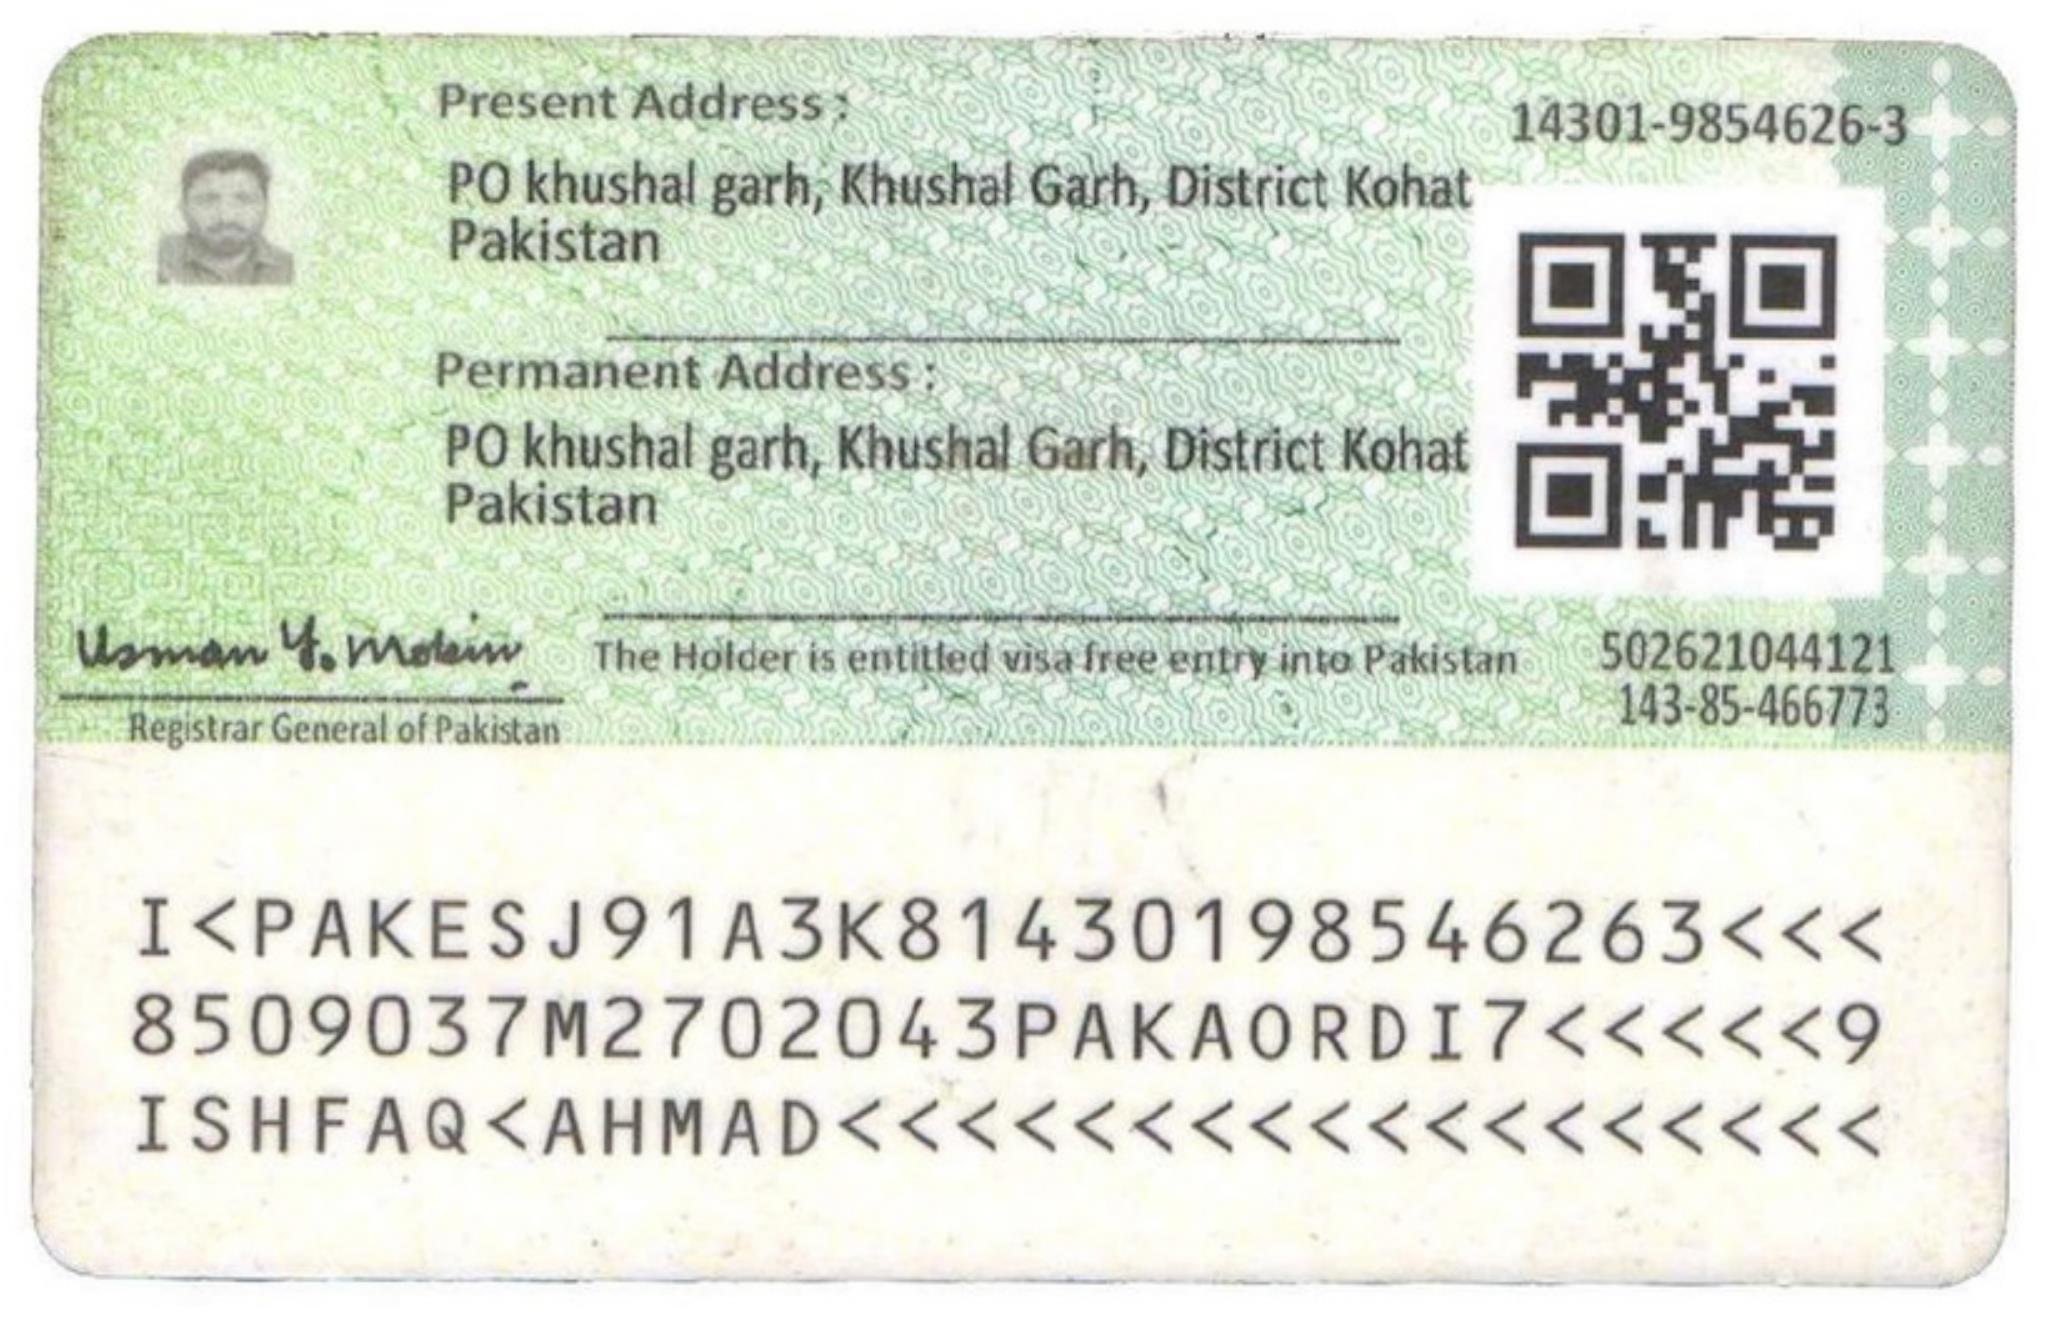 Present Address :
14301-9854626-3
PO khushal garh, Khushal Garh, District Kohat
Pakistan
Permanent Address :
PO khushal garh, Khushal Garh, District Kohat
Pakistan
Usman Y. Mobin
Registrar General of Pakistan
The Holder is entitled visa free entry into Pakistan
502621044121
143-85-466773
I<PAKESJ91A3K81430198546263<<<
8509037M2702043PAKAORDI7<<<<<9
ISHFAQ<AHMAD<<<<<<<<<<<<<<<<<<